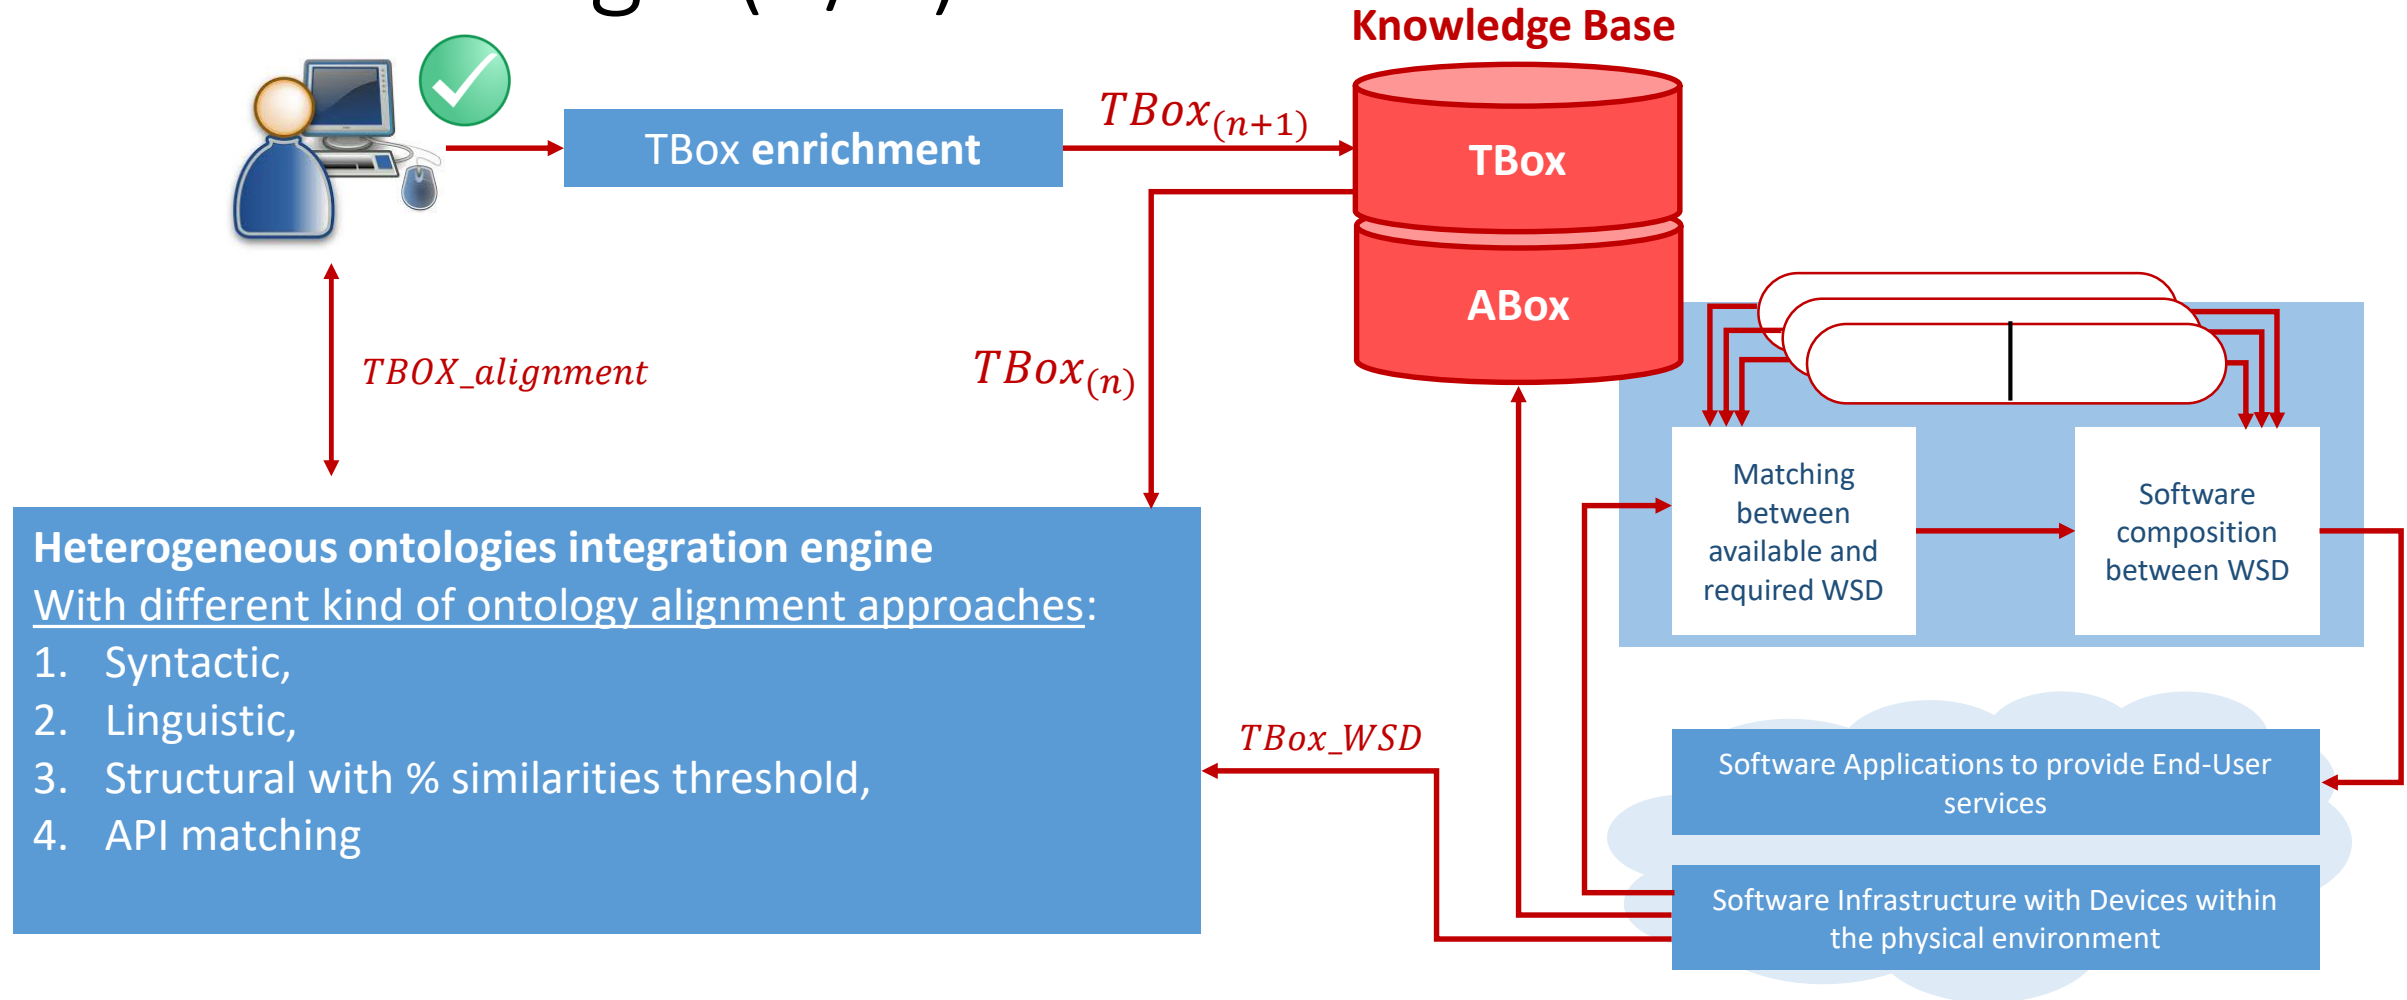 Knowledge Base
TBox enrichment
TBox(n+1)
TBox
ABox
TBOX_alignment
TBox(n)
Matching
between
available and
required WSD
Software
composition
between WSD
Heterogeneous ontologies integration engine
With different kind of ontology alignment approaches:
1. Syntactic,
2. Linguistic,
3. Structural with % similarities threshold,
4. API matching
TBox_WSD
Software Applications to provide End-User
services
Software Infrastructure with Devices within
the physical environment